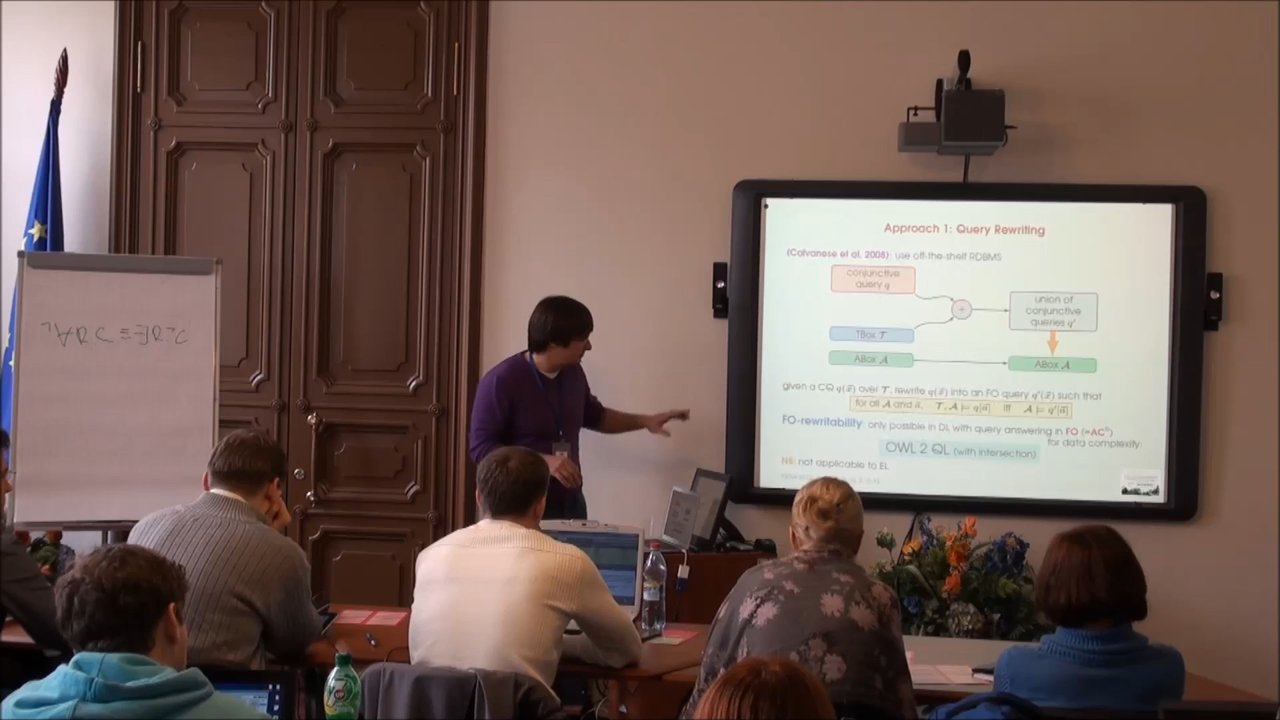 ¬∀R.C ≡ ∃R.¬C
Approach 1: Query Rewriting
(Calvanese et al. 2005): use off-the-shelf RDBMS
conjunctive
query q
union of
conjunctive
queries q′
+
TBox T
ABox A
ABox A
given a CQ q(x⃗) over T, rewrite q(x⃗) into an FO query q′(x⃗) such that
for all A and a⃗, T, A ⊨ q[a⃗] iff A ⊨ q′[a⃗]
FO-rewritability: only possible in DL with query answering in FO (=AC⁰)
for data complexity:
OWL 2 QL (with intersection)
NB: not applicable to EL